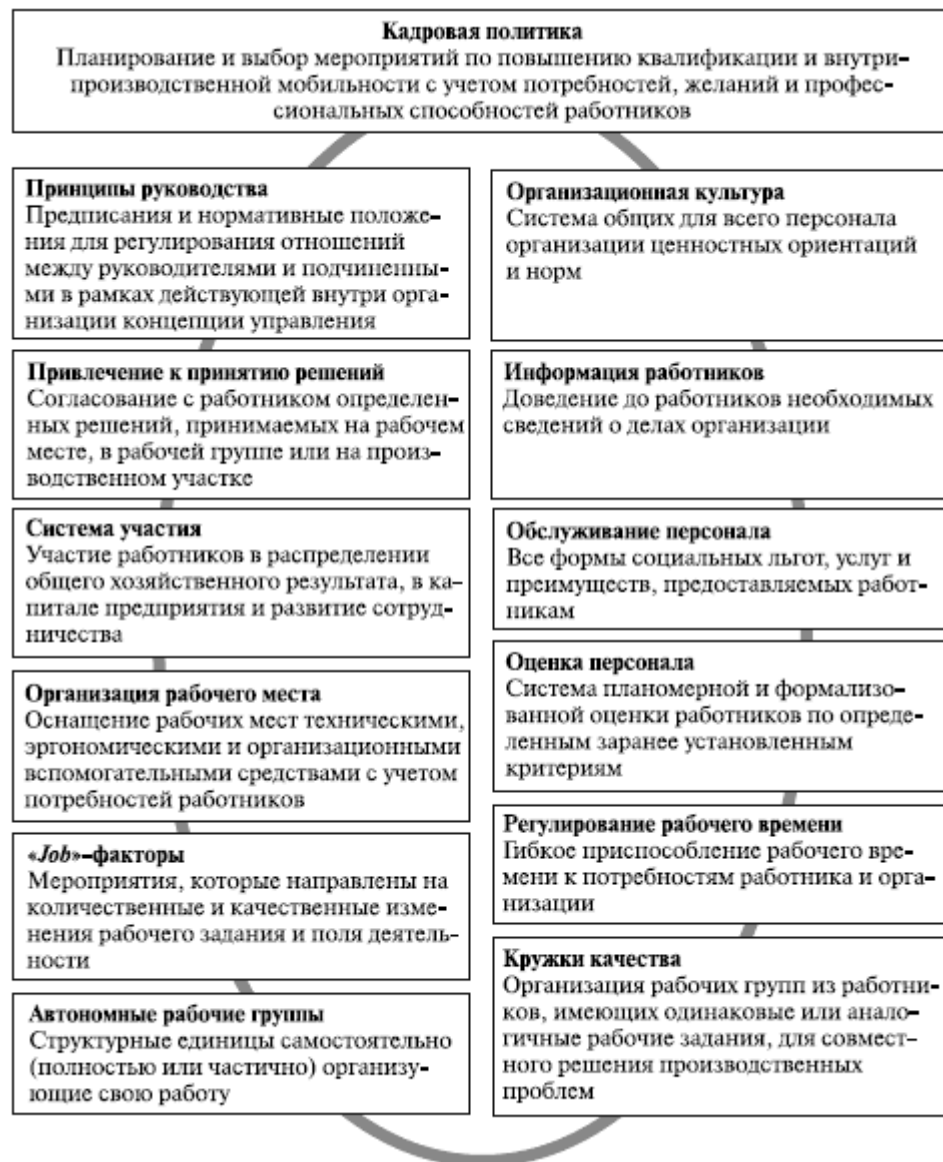 Кадровая политика
Планирование и выбор мероприятий по повышению квалификации и внутри-
производственной мобильности с учетом потребностей, желаний и профес-
сиональных способностей работников
Принципы руководства
Предписания и нормативные положе-
ния для регулирования отношений
между руководителями и подчиненны-
ми в рамках действующей внутри орга-
низации концепции управления
Организационная культура
Система общих для всего персонала
организации ценностных ориентаций
и норм
Привлечение к принятию решений
Согласование с работником определен-
ных решений, принимаемых на рабочем
месте, в рабочей группе или на произ-
водственном участке
Информация работников
Доведение до работников необходимых
сведений о делах организации
Система участия
Участие работников в распределении
общего хозяйственного результата, в ка-
питале предприятия и развитие сотруд-
ничества
Обслуживание персонала
Все формы социальных льгот, услуг и
преимуществ, предоставляемых работ-
никам
Организация рабочего места
Оснащение рабочих мест техническими,
эргономическими и организационными
вспомогательными средствами с учетом
потребностей работников
Оценка персонала
Система планомерной и формализо-
ванной оценки работников по опреде-
ленным заранее установленным
критериям
«Job»-факторы
Мероприятия, которые направлены на
количественные и качественные изме-
нения рабочего задания и поля деятель-
ности
Регулирование рабочего времени
Гибкое приспособление рабочего вре-
мени к потребностям работника и орга-
низации
Автономные рабочие группы
Структурные единицы самостоятельно
(полностью или частично) организу-
ющие свою работу
Кружки качества
Организация рабочих групп из работни-
ков, имеющих одинаковые или анало-
гичные рабочие задания, для совмест-
ного решения производственных
проблем